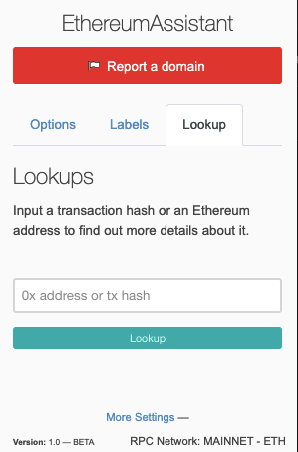 EthereumAssistant
Report a domain
Options Labels Lookup
Lookups
Input a transaction hash or an Ethereum
address to find out more details about it.
0x address or tx hash
Lookup
More Settings —
Version: 1.0 — BETA RPC Network: MAINNET - ETH